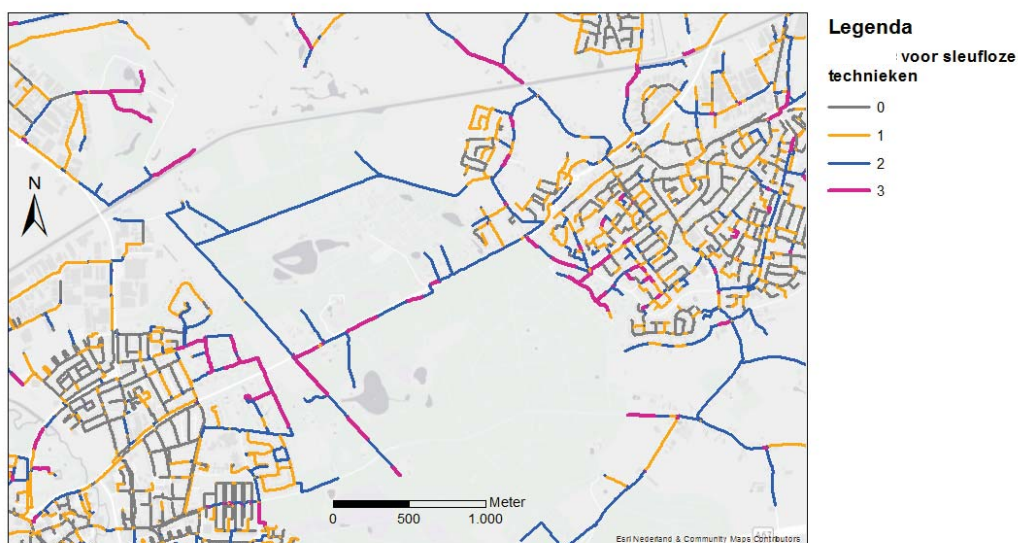 Legenda
voor sleufloze
technieken
0
1
2
3
N
Meter
0 500 1.000
Esri Nederland & Community Maps Contributors